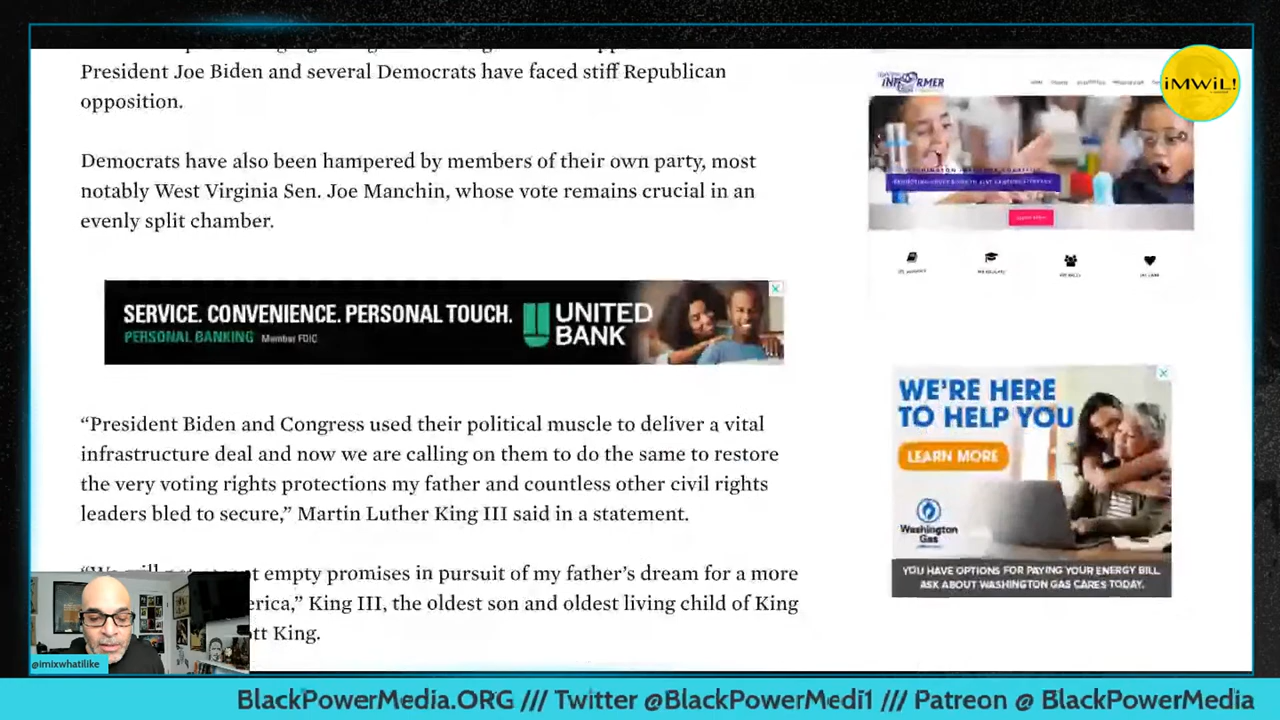 President Joe Biden and several Democrats have faced stiff Republican
opposition.
Democrats have also been hampered by members of their own party, most
notably West Virginia Sen. Joe Manchin, whose vote remains crucial in an
evenly split chamber.
SERVICE. CONVENIENCE. PERSONAL TOUCH.
PERSONAL BANKING Member FDIC
UNITED
BANK
“President Biden and Congress used their political muscle to deliver a vital
infrastructure deal and now we are calling on them to do the same to restore
the very voting rights protections my father and countless other civil rights
leaders bled to secure,” Martin Luther King III said in a statement.
empty promises in pursuit of my father’s dream for a more
King III, the oldest son and oldest living child of King
King.
INFORMER
iMWiL!
WE'RE HERE
TO HELP YOU
LEARN MORE
Washington
Gas
YOU HAVE OPTIONS FOR PAYING YOUR ENERGY BILL.
ASK ABOUT WASHINGTON GAS CARES TODAY.
@imixwhatilike
BlackPowerMedia.ORG /// Twitter @BlackPowerMedi1 /// Patreon @ BlackPowerMedia